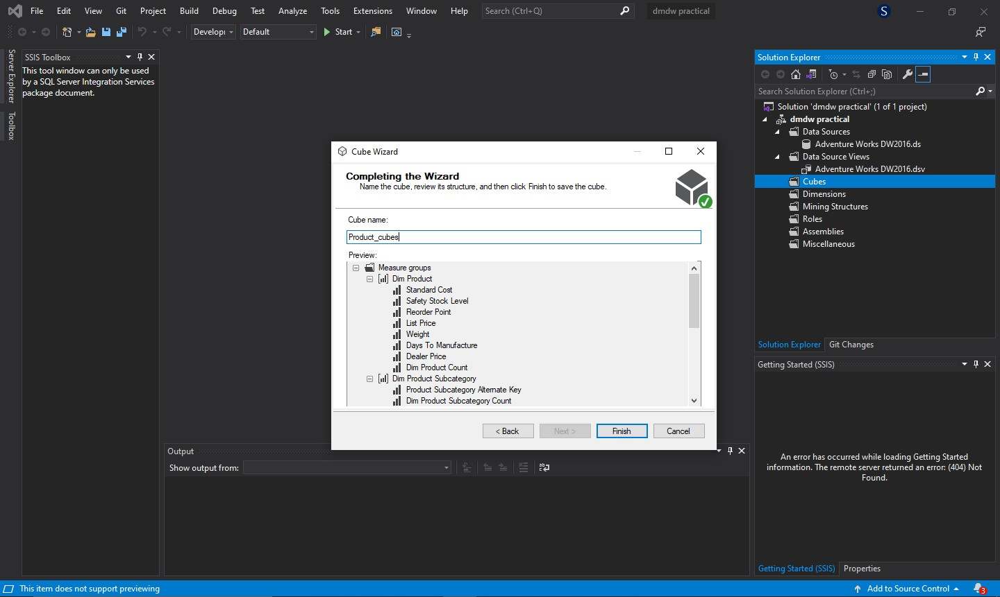 File Edit View Git Project Build Debug Test Analyze Tools Extensions Window Help Search (Ctrl+Q) dmdw practical S
Developı Default Start
Server Explorer
Toolbox
SSIS Toolbox
This tool window can only be used
by a SQL Server Integration Services
package document.
Cube Wizard
Completing the Wizard
Name the cube, review its structure, and then click Finish to save the cube.
Cube name:
Product_cubes
Preview:
Measure groups
Dim Product
Standard Cost
Safety Stock Level
Reorder Point
List Price
Weight
Days To Manufacture
Dealer Price
Dim Product Count
Dim Product Subcategory
Product Subcategory Alternate Key
Dim Product Subcategory Count
< Back Next > Finish Cancel
Output
Show output from:
Solution Explorer
Search Solution Explorer (Ctrl+;)
Solution 'dmdw practical' (1 of 1 project)
dmdw practical
Data Sources
Adventure Works DW2016.ds
Data Source Views
Adventure Works DW2016.dsv
Cubes
Dimensions
Mining Structures
Roles
Assemblies
Miscellaneous
Solution Explorer Git Changes
Getting Started (SSIS)
An error has occurred while loading Getting Started
information. The remote server returned an error: (404) Not
Found.
Getting Started (SSIS) Properties
This item does not support previewing
Add to Source Control 3